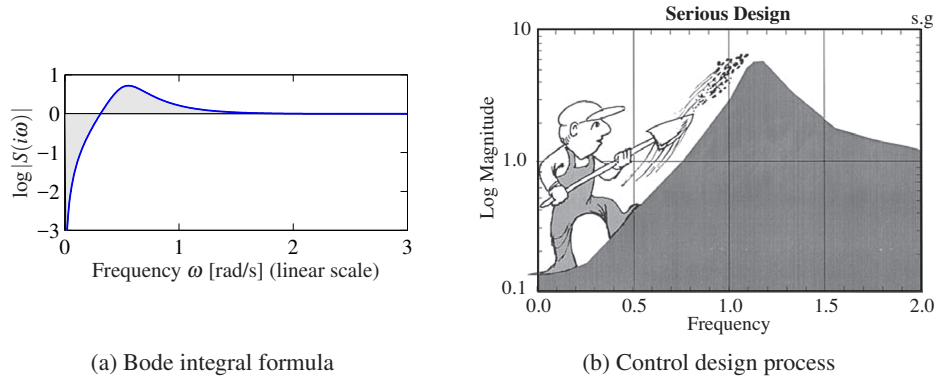 1
0
−1
−2
−3
log|S(iω)|
0 1 2 3
Frequency ω [rad/s] (linear scale)
(a) Bode integral formula
Serious Design
s.g
10
1.0
0.1
Log Magnitude
0.0 0.5 1.0 1.5 2.0
Frequency
(b) Control design process